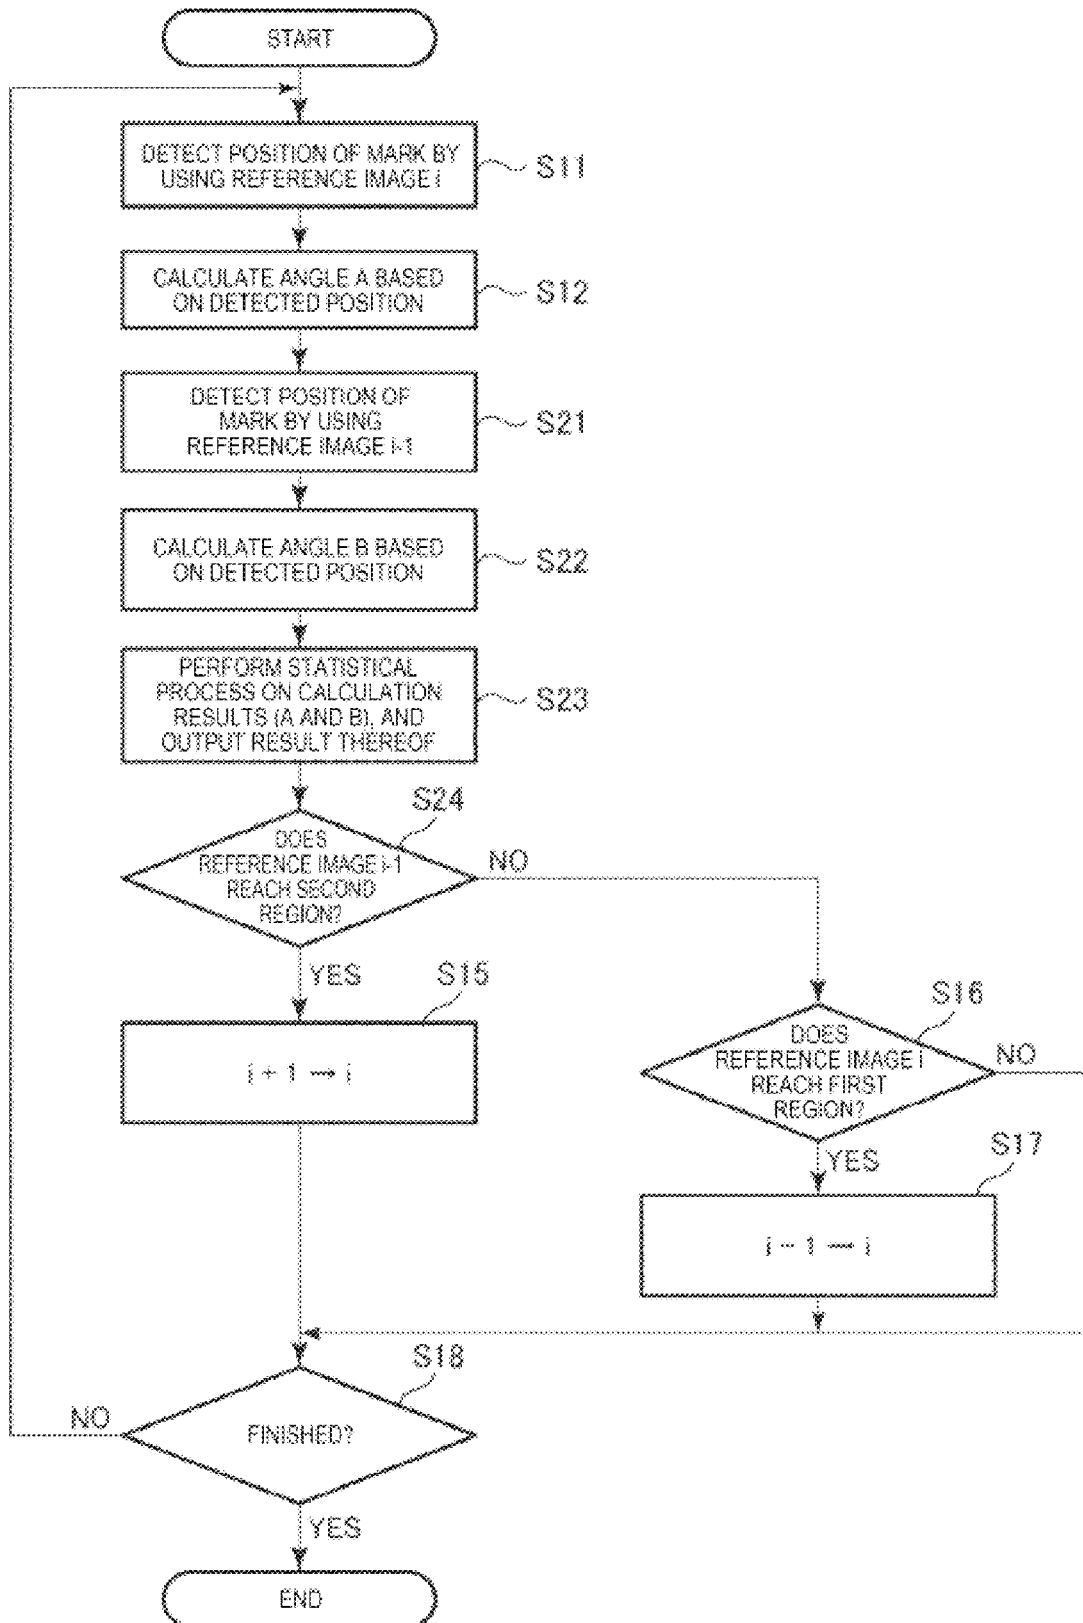 START
DETECT POSITION OF MARK BY
USING REFERENCE IMAGE i
S11
CALCULATE ANGLE A BASED
ON DETECTED POSITION
S12
DETECT POSITION OF
MARK BY USING
REFERENCE IMAGE i-1
S21
CALCULATE ANGLE B BASED
ON DETECTED POSITION
S22
PERFORM STATISTICAL
PROCESS ON CALCULATION
RESULTS (A AND B), AND
OUTPUT RESULT THEREOF
S23
S24
DOES
REFERENCE IMAGE i-1
REACH SECOND
REGION?
NO
YES
S15
i + 1 → i
S16
DOES
REFERENCE IMAGE i
REACH FIRST
REGION?
NO
YES
S17
i - 1 → i
S18
FINISHED?
NO
YES
END